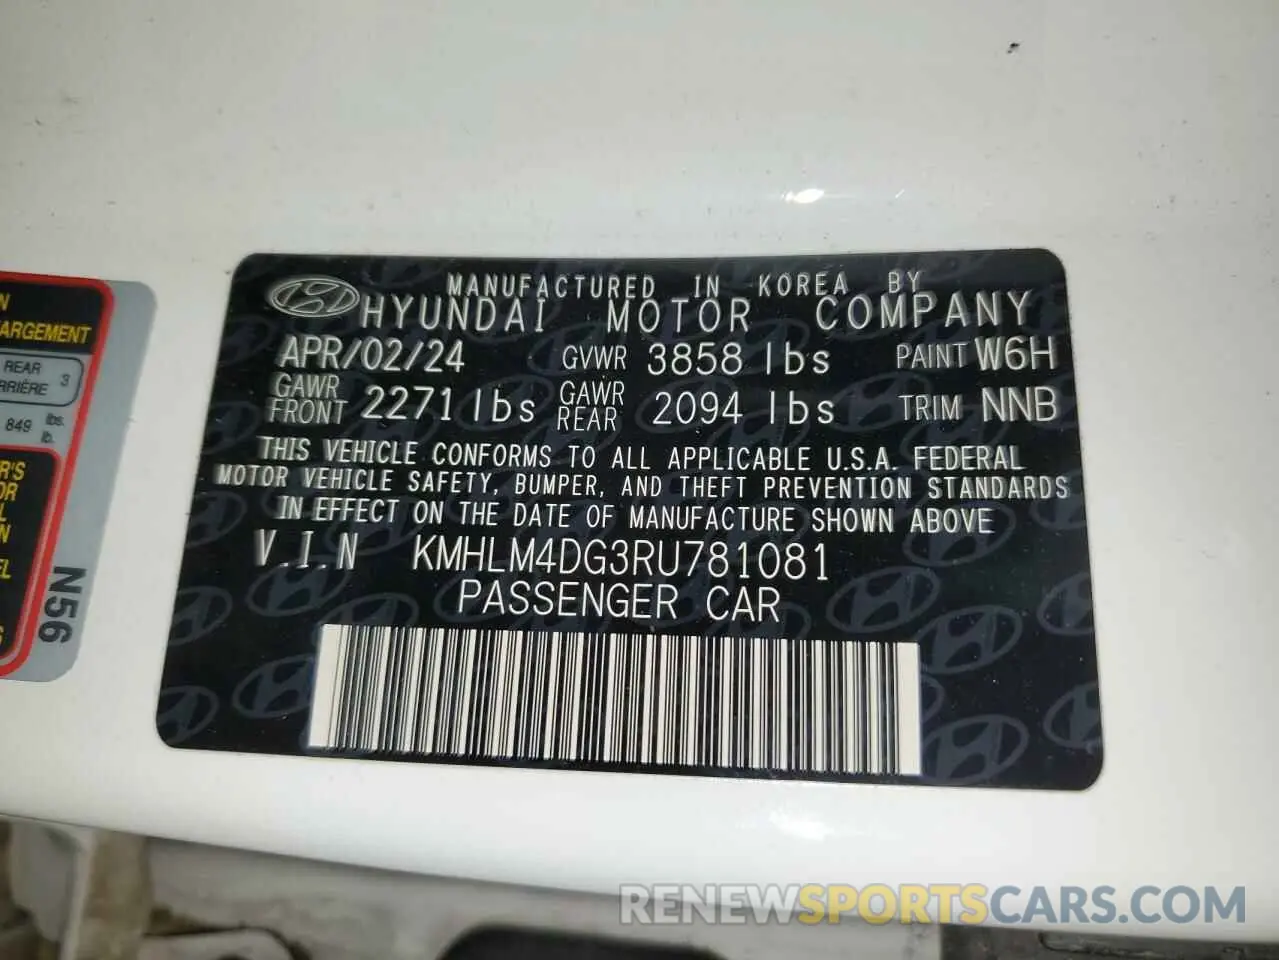 MANUFACTURED IN KOREA BY
HYUNDAI MOTOR COMPANY
APR/02/24 GVWR 3858 lbs PAINT W6H
GAWR FRONT 2271 lbs GAWR REAR 2094 lbs TRIM NNB
THIS VEHICLE CONFORMS TO ALL APPLICABLE U.S.A. FEDERAL
MOTOR VEHICLE SAFETY, BUMPER, AND THEFT PREVENTION STANDARDS
IN EFFECT ON THE DATE OF MANUFACTURE SHOWN ABOVE
V.I.N KMHLM4DG3RU781081
PASSENGER CAR
REAR 3
849 lbs.
lb.
N56
RENEWSPORTSCARS.COM